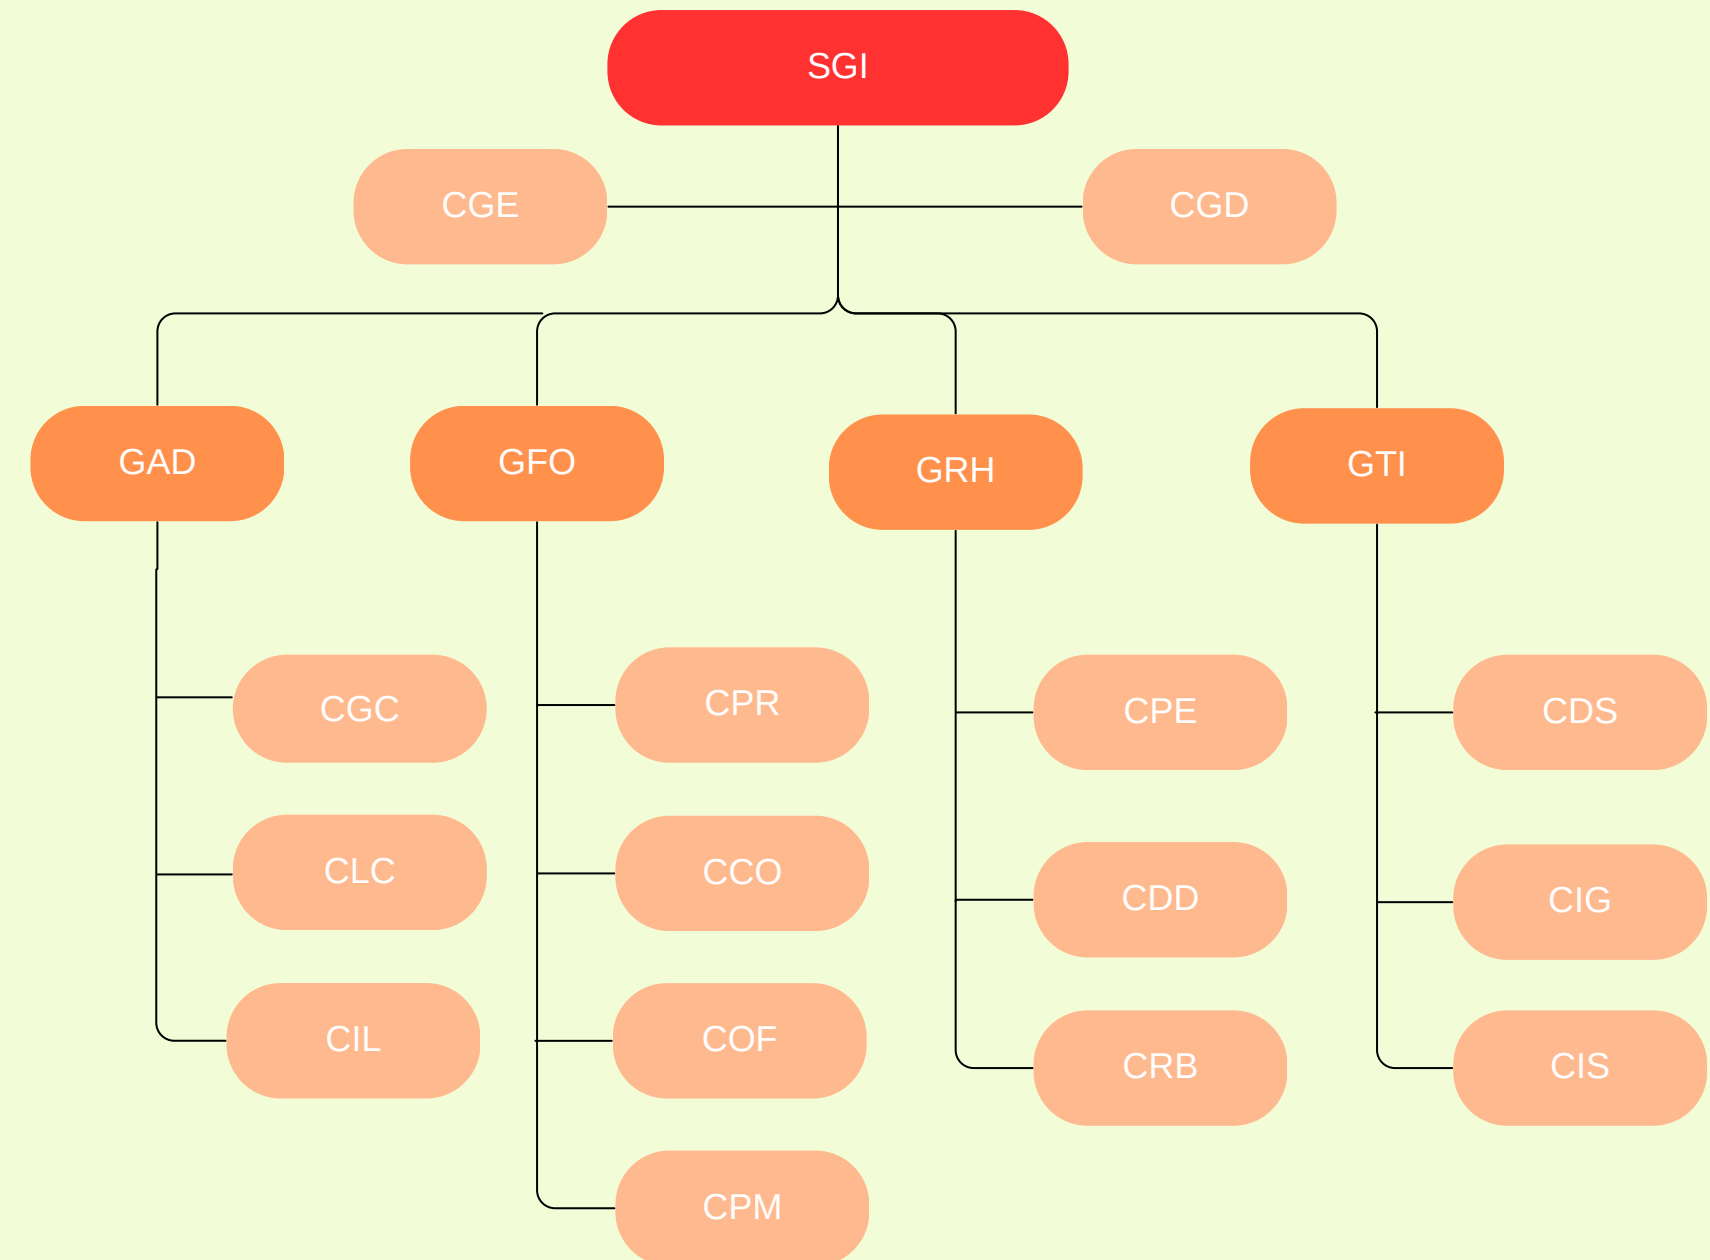 SGI
CGE
CGD
GAD
GFO
GRH
GTI
CGC
CPR
CPE
CDS
CLC
CCO
CDD
CIG
CIL
COF
CRB
CIS
CPM